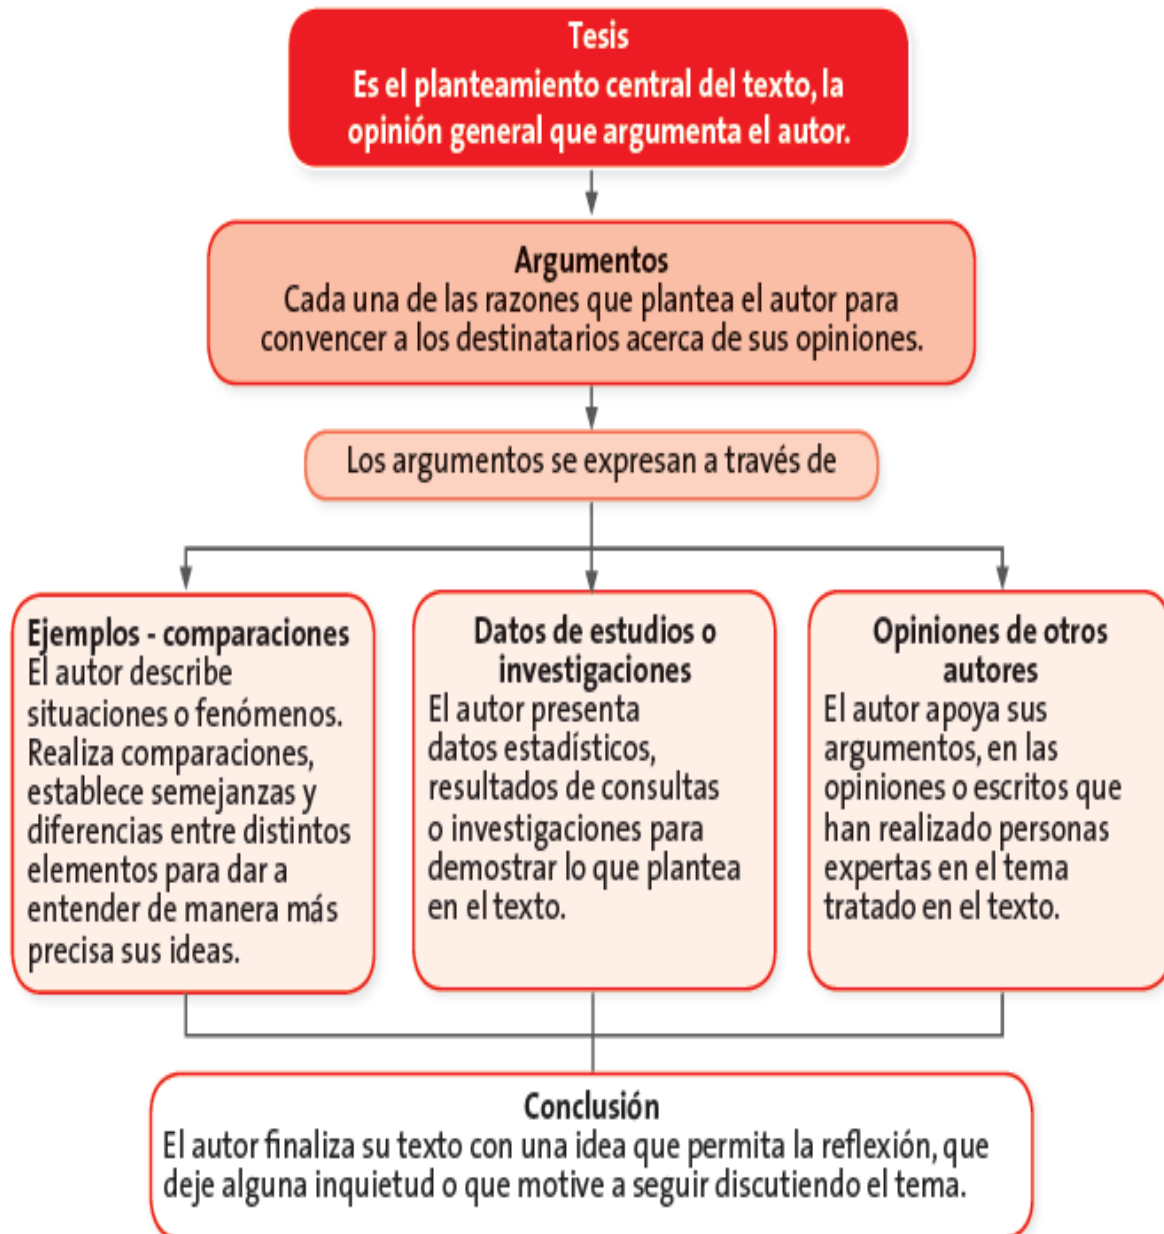 Tesis
Es el planteamiento central del texto, la
opinión general que argumenta el autor.
Argumentos
Cada una de las razones que plantea el autor para
convencer a los destinatarios acerca de sus opiniones.
Los argumentos se expresan a través de
Ejemplos - comparaciones
El autor describe
situaciones o fenómenos.
Realiza comparaciones,
establece semejanzas y
diferencias entre distintos
elementos para dar a
entender de manera más
precisa sus ideas.
Datos de estudios o
investigaciones
El autor presenta
datos estadísticos,
resultados de consultas
o investigaciones para
demostrar lo que plantea
en el texto.
Opiniones de otros
autores
El autor apoya sus
argumentos, en las
opiniones o escritos que
han realizado personas
expertas en el tema
tratado en el texto.
Conclusión
El autor finaliza su texto con una idea que permita la reflexión, que
deje alguna inquietud o que motive a seguir discutiendo el tema.